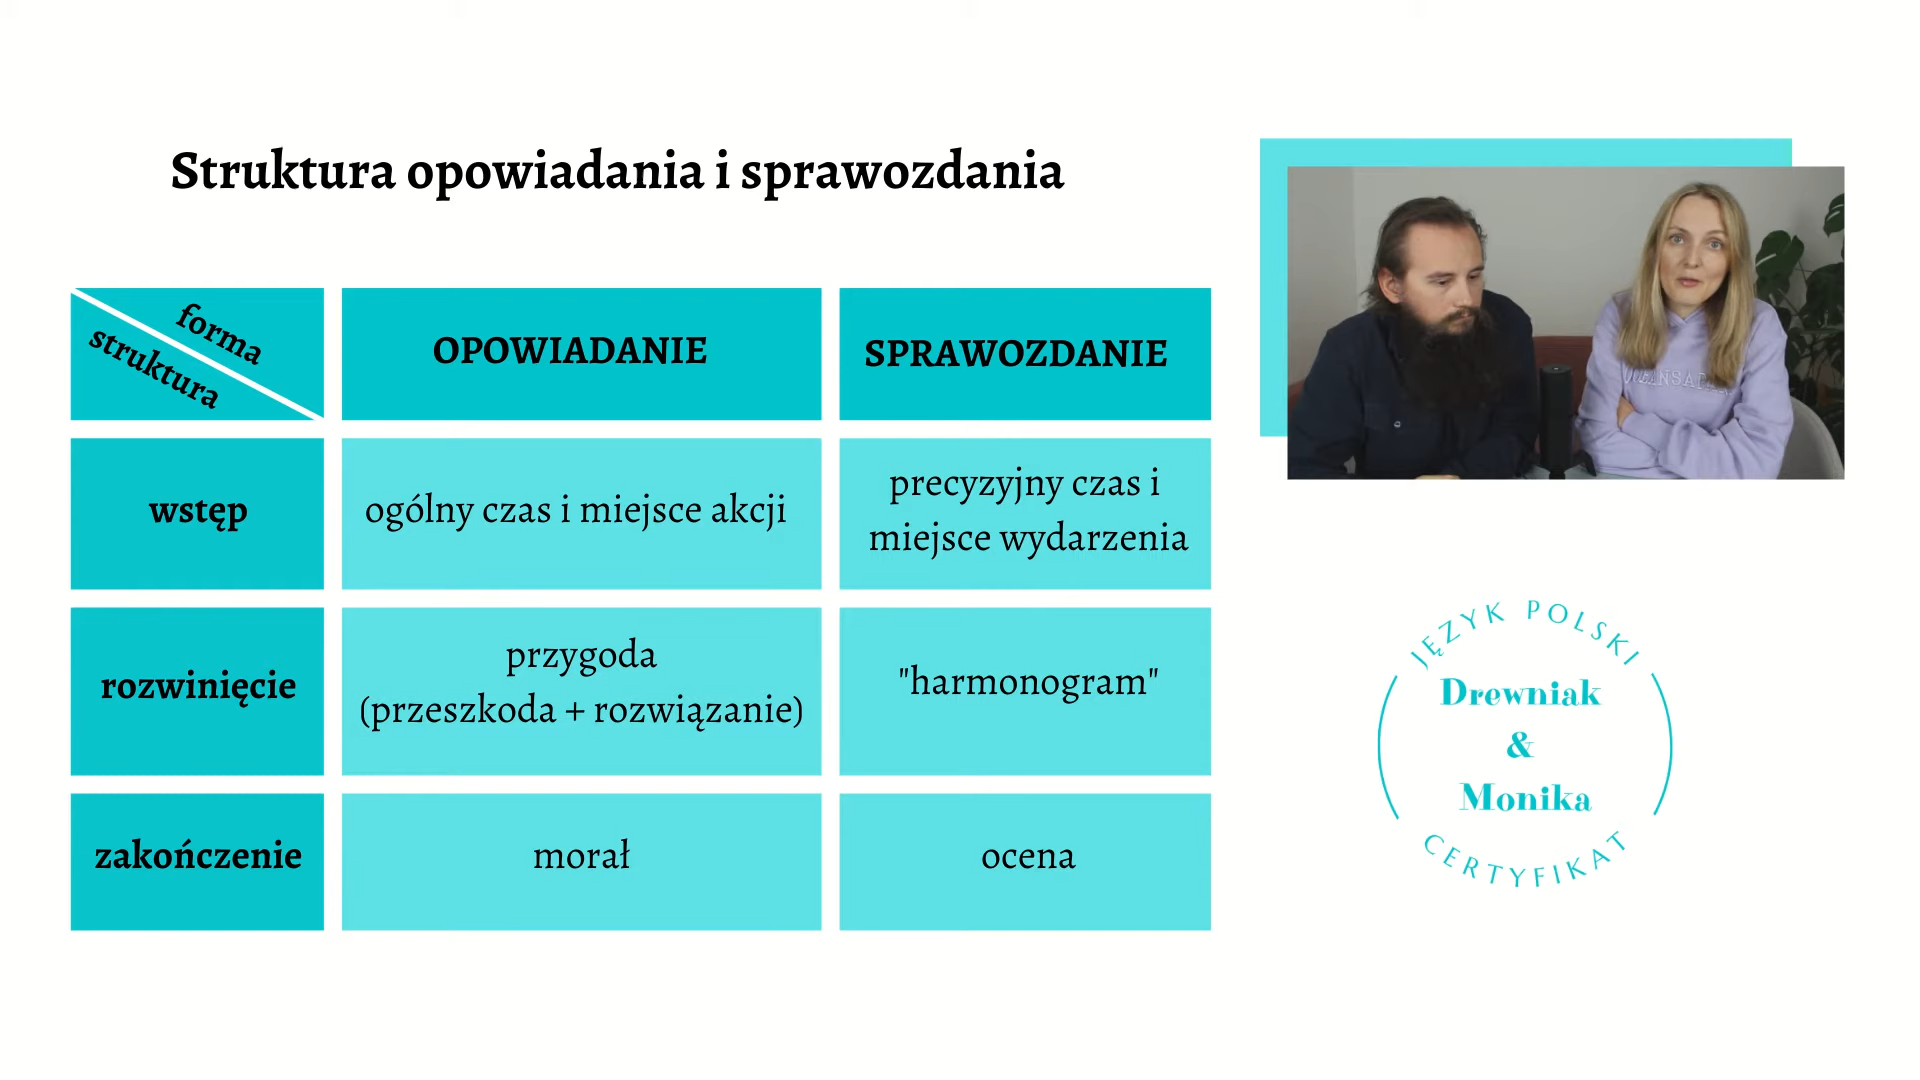 Struktura opowiadania i sprawozdania
forma
struktura
OPOWIADANIE
SPRAWOZDANIE
wstęp
ogólny czas i miejsce akcji
precyzyjny czas i
miejsce wydarzenia
rozwinięcie
przygoda
(przeszkoda + rozwiązanie)
"harmonogram"
zakończenie
morał
ocena
JĘZYK POLSKI
Drewniak
&
Monika
CERTYFIKAT